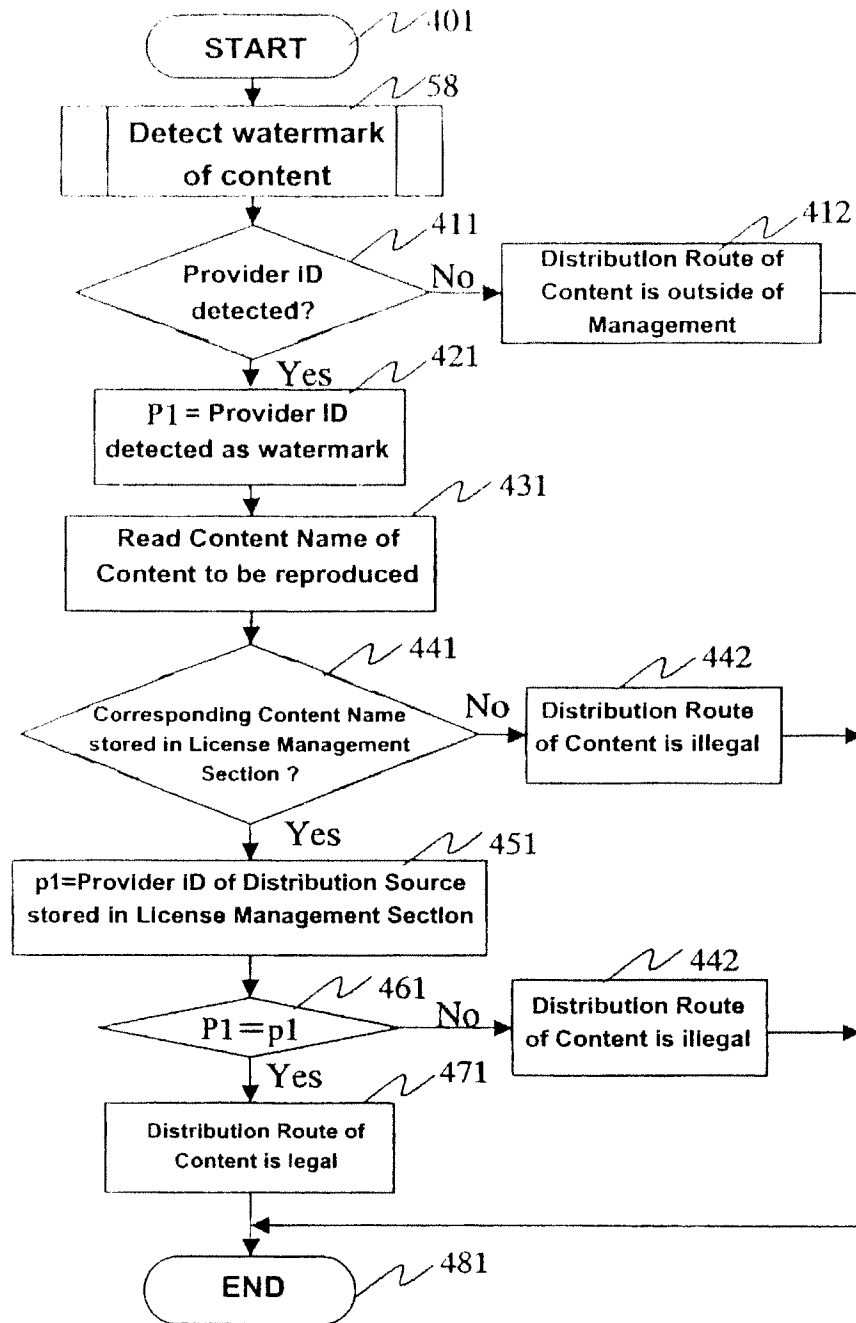 401
START
58
Detect watermark
of content
411
Provider ID
detected?
No
412
Distribution Route of
Content is outside of
Management
Yes
421
P1 = Provider ID
detected as watermark
431
Read Content Name of
Content to be reproduced
441
Corresponding Content Name
stored in License Management
Section ?
No
442
Distribution Route
of Content is illegal
Yes
451
p1=Provider ID of Distribution Source
stored in License Management Section
461
P1=p1
No
442
Distribution Route
of Content is illegal
Yes
471
Distribution Route of
Content is legal
END
481